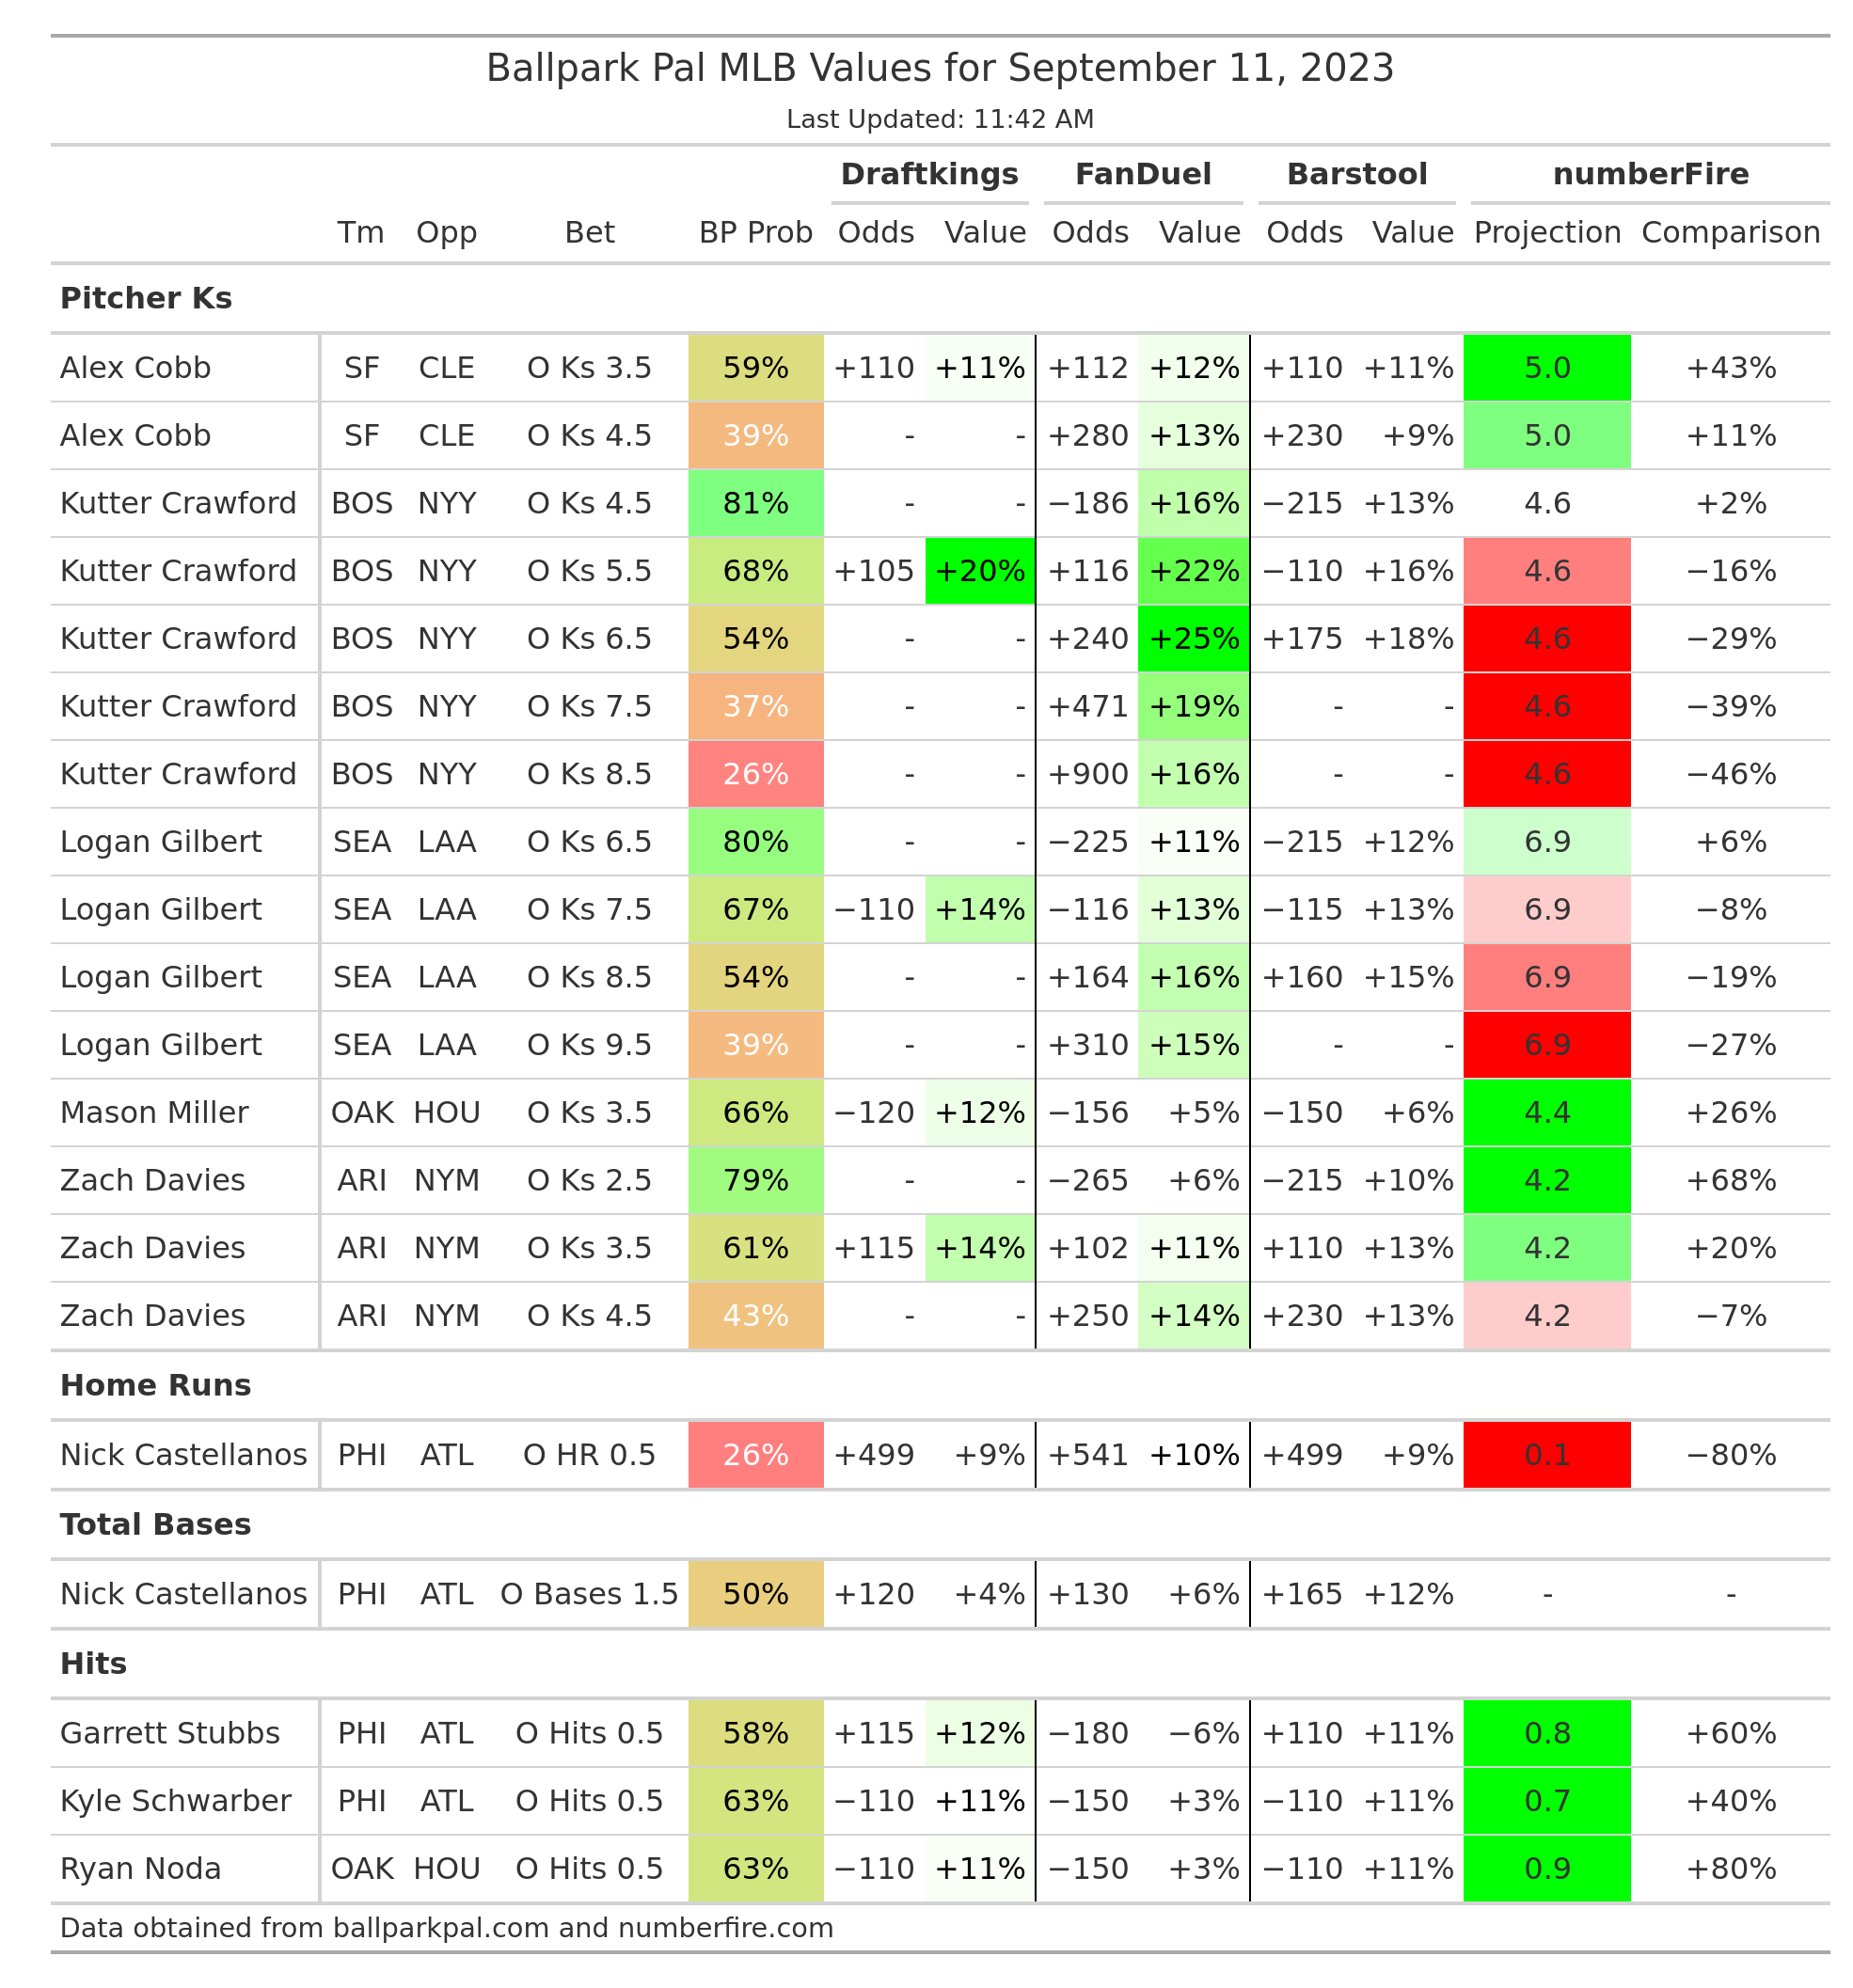 Ballpark Pal MLB Values for September 11, 2023
Last Updated: 11:42 AM
Draftkings FanDuel Barstool numberFire
Tm Opp Bet BP Prob Odds Value Odds Value Odds Value Projection Comparison
Pitcher Ks
Alex Cobb SF CLE O Ks 3.5 59% +110 +11% +112 +12% +110 +11% 5.0 +43%
Alex Cobb SF CLE O Ks 4.5 39% - - +280 +13% +230 +9% 5.0 +11%
Kutter Crawford BOS NYY O Ks 4.5 81% - - −186 +16% −215 +13% 4.6 +2%
Kutter Crawford BOS NYY O Ks 5.5 68% +105 +20% +116 +22% −110 +16% 4.6 −16%
Kutter Crawford BOS NYY O Ks 6.5 54% - - +240 +25% +175 +18% 4.6 −29%
Kutter Crawford BOS NYY O Ks 7.5 37% - - +471 +19% - - 4.6 −39%
Kutter Crawford BOS NYY O Ks 8.5 26% - - +900 +16% - - 4.6 −46%
Logan Gilbert SEA LAA O Ks 6.5 80% - - −225 +11% −215 +12% 6.9 +6%
Logan Gilbert SEA LAA O Ks 7.5 67% −110 +14% −116 +13% −115 +13% 6.9 −8%
Logan Gilbert SEA LAA O Ks 8.5 54% - - +164 +16% +160 +15% 6.9 −19%
Logan Gilbert SEA LAA O Ks 9.5 39% - - +310 +15% - - 6.9 −27%
Mason Miller OAK HOU O Ks 3.5 66% −120 +12% −156 +5% −150 +6% 4.4 +26%
Zach Davies ARI NYM O Ks 2.5 79% - - −265 +6% −215 +10% 4.2 +68%
Zach Davies ARI NYM O Ks 3.5 61% +115 +14% +102 +11% +110 +13% 4.2 +20%
Zach Davies ARI NYM O Ks 4.5 43% - - +250 +14% +230 +13% 4.2 −7%
Home Runs
Nick Castellanos PHI ATL O HR 0.5 26% +499 +9% +541 +10% +499 +9% 0.1 −80%
Total Bases
Nick Castellanos PHI ATL O Bases 1.5 50% +120 +4% +130 +6% +165 +12% - -
Hits
Garrett Stubbs PHI ATL O Hits 0.5 58% +115 +12% −180 −6% +110 +11% 0.8 +60%
Kyle Schwarber PHI ATL O Hits 0.5 63% −110 +11% −150 +3% −110 +11% 0.7 +40%
Ryan Noda OAK HOU O Hits 0.5 63% −110 +11% −150 +3% −110 +11% 0.9 +80%
Data obtained from ballparkpal.com and numberfire.com